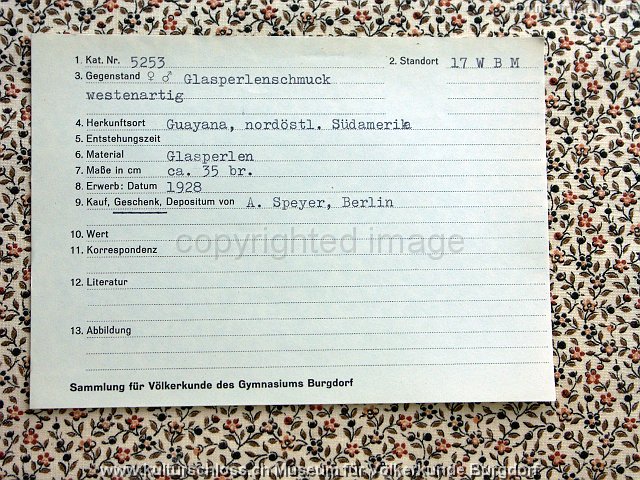 1. Kat. Nr. 5253 2. Standort 17 W B M
3. Gegenstand ♀ ♂ Glasperlenschmuck
westenartig
4. Herkunftsort Guayana, nordöstl. Südamerika
5. Entstehungszeit
6. Material Glasperlen
7. Maße in cm ca. 35 br.
8. Erwerb: Datum 1928
9. Kauf, Geschenk, Depositum von A. Speyer, Berlin
10. Wert
copyrighted image
11. Korrespondenz
12. Literatur
13. Abbildung
Sammlung für Völkerkunde des Gymnasiums Burgdorf
www.kulturschloss.ch Museum für Völkerkunde Burgdorf